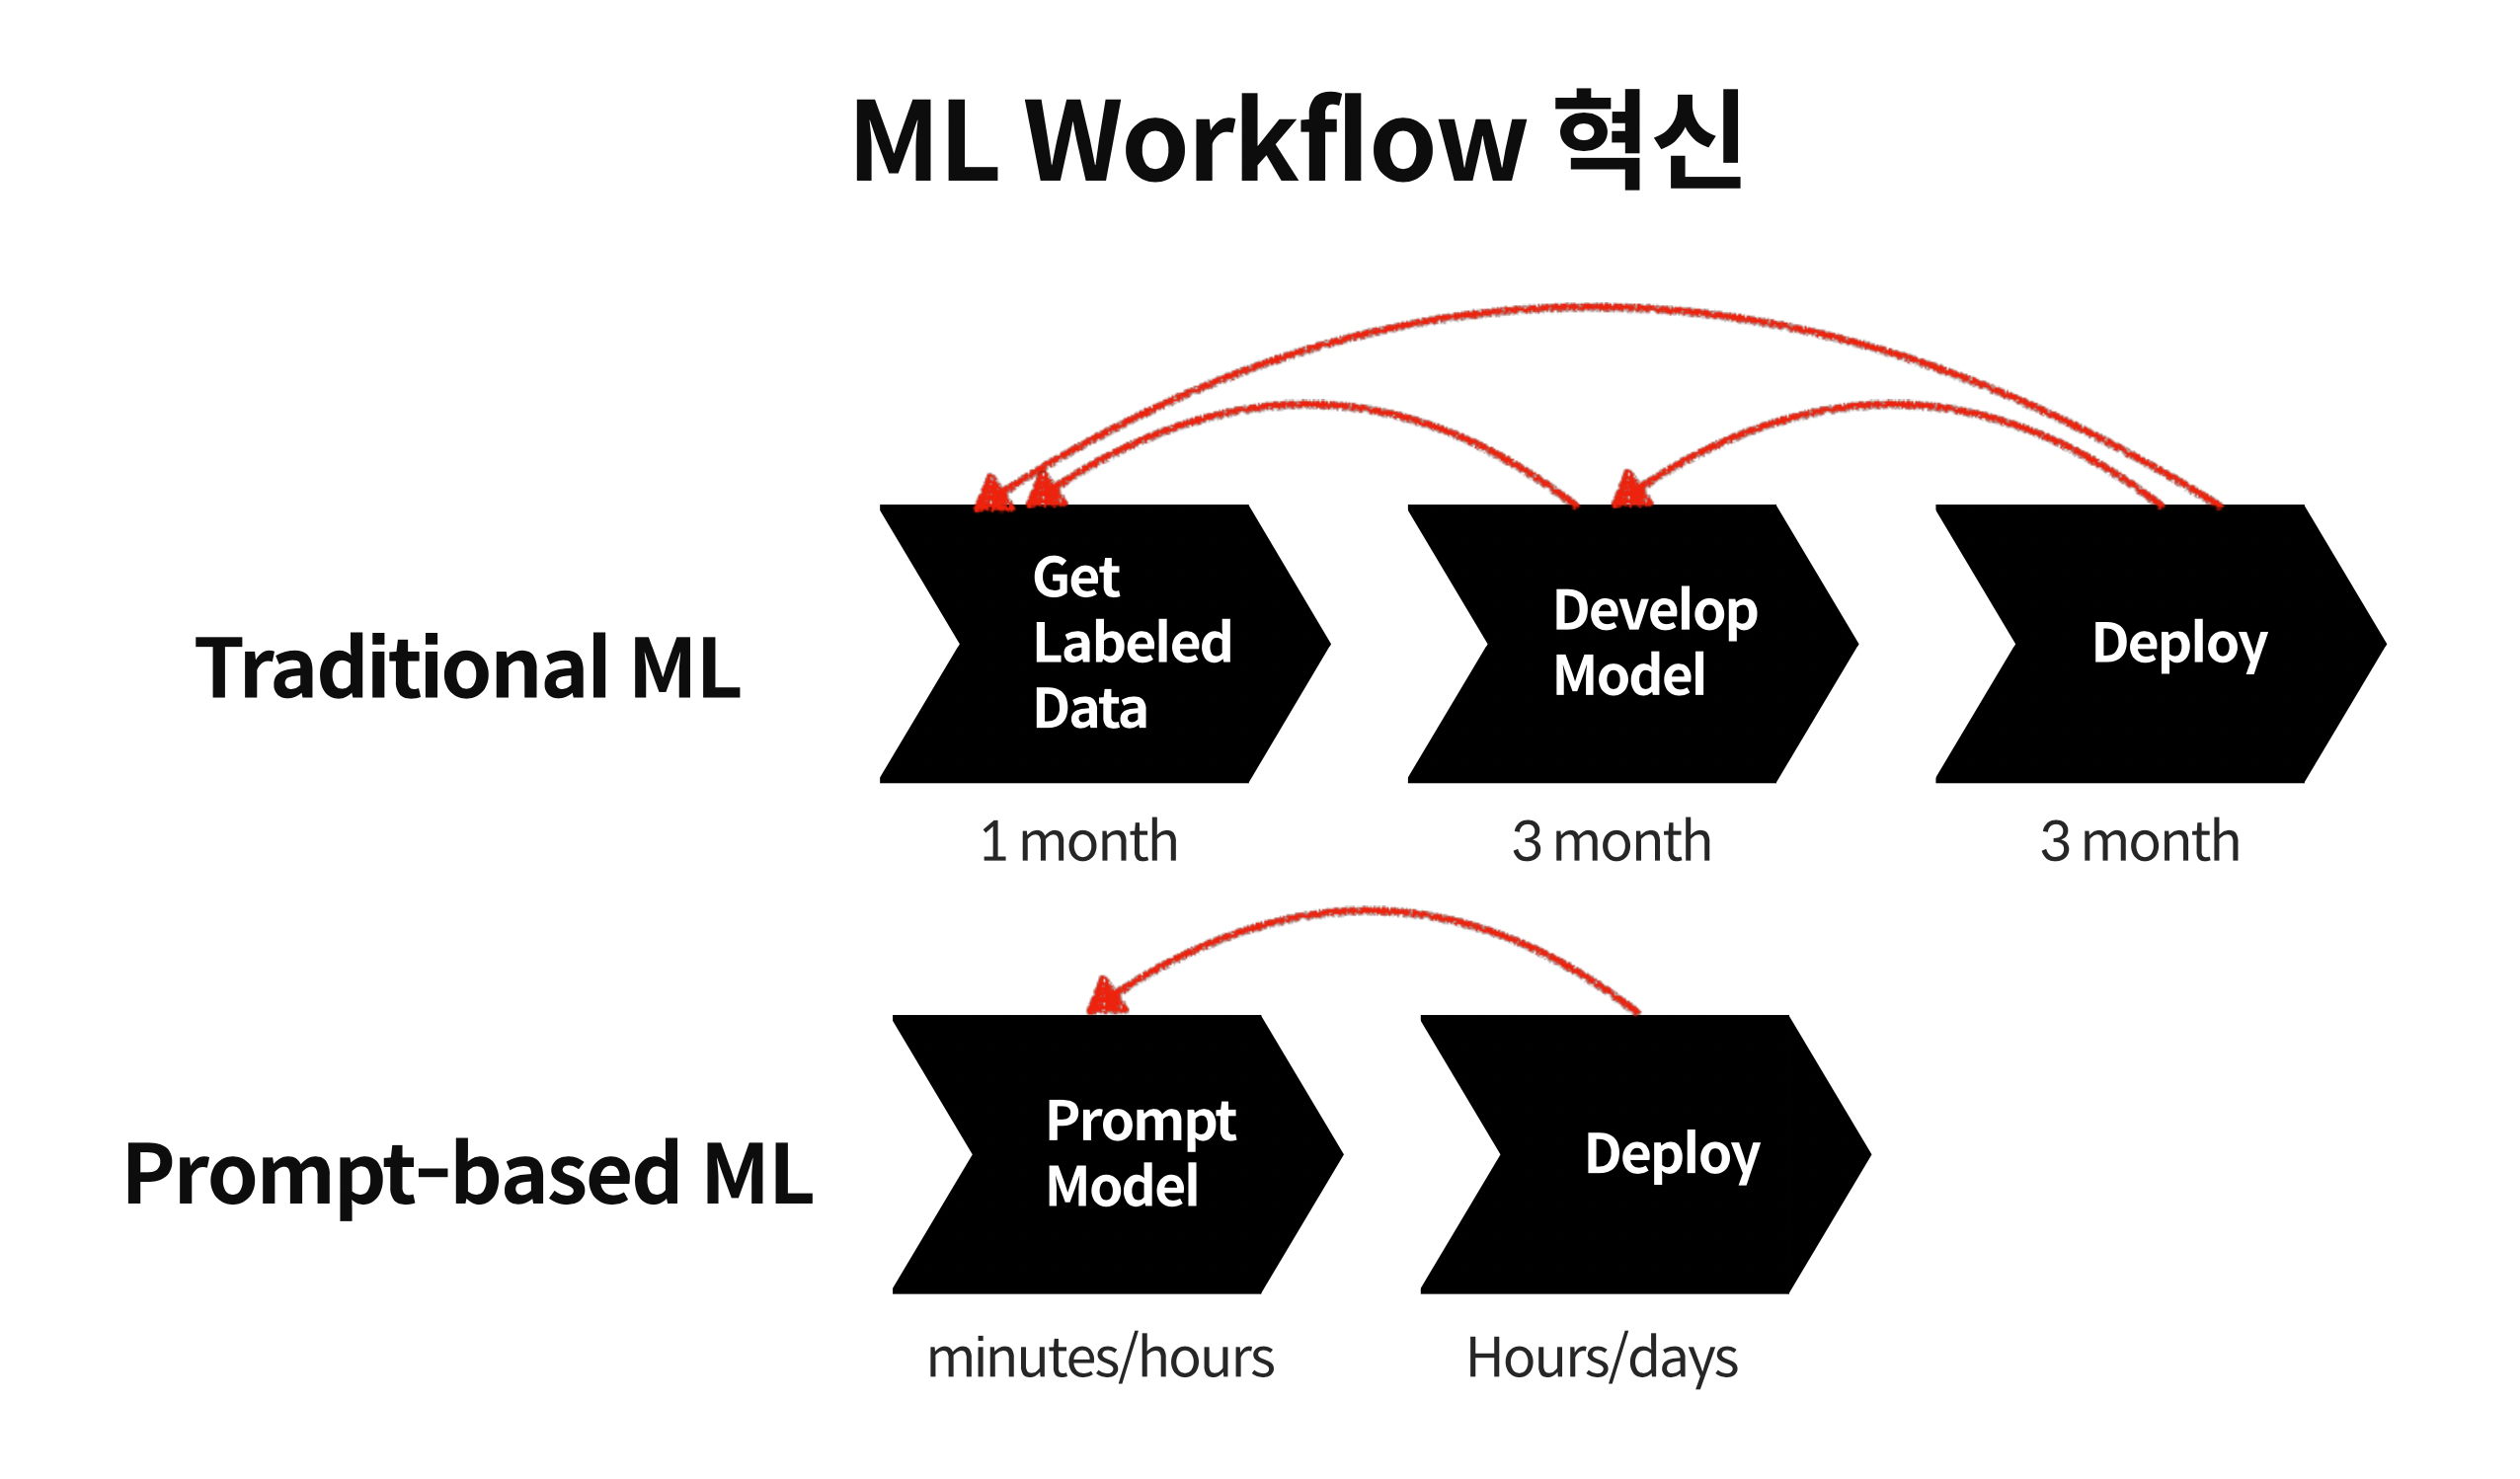 ML Workflow 혁신
Traditional ML
Get
Labeled
Data
Develop
Model
Deploy
1 month
3 month
3 month
Prompt-based ML
Prompt
Model
Deploy
minutes/hours
Hours/days